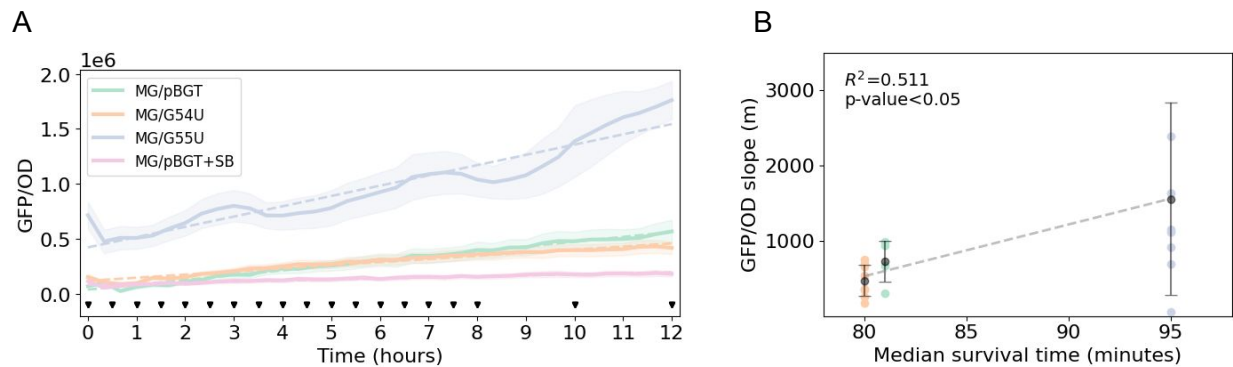 A
1e6
2.0
1.5
1.0
0.5
0.0
GFP/OD
MG/pBGT
MG/G54U
MG/G55U
MG/pBGT+SB
0 1 2 3 4 5 6 7 8 9 10 11 12
Time (hours)
B
R²=0.511
p-value<0.05
3000
2000
1000
GFP/OD slope (m)
80 85 90 95
Median survival time (minutes)